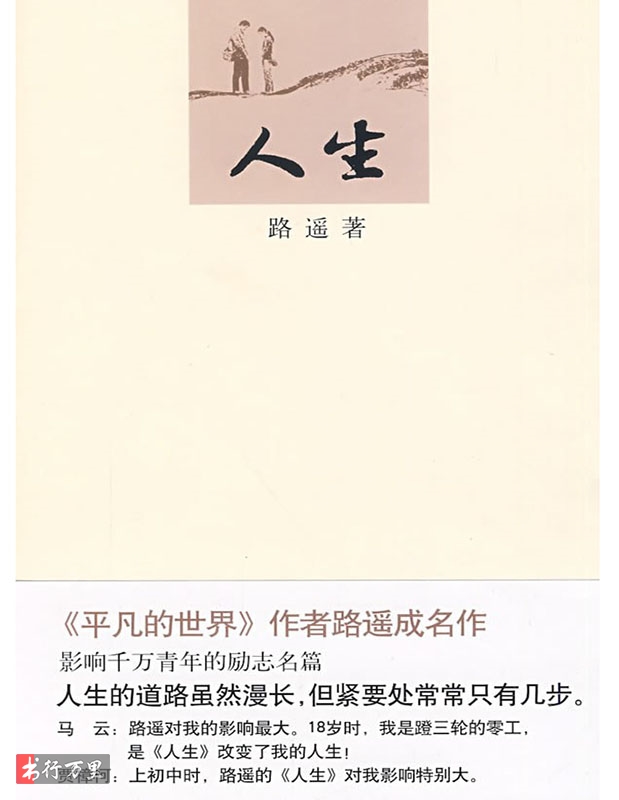 人生
路遥著
《平凡的世界》作者路遥成名作
影响千万青年的励志名篇
人生的道路虽然漫长，但紧要处常常只有几步。
马　云：路遥对我的影响最大。18岁时，我是蹬三轮的零工，
是《人生》改变了我的人生！
贾樟柯：上初中时，路遥的《人生》对我影响特别大。
书行万里